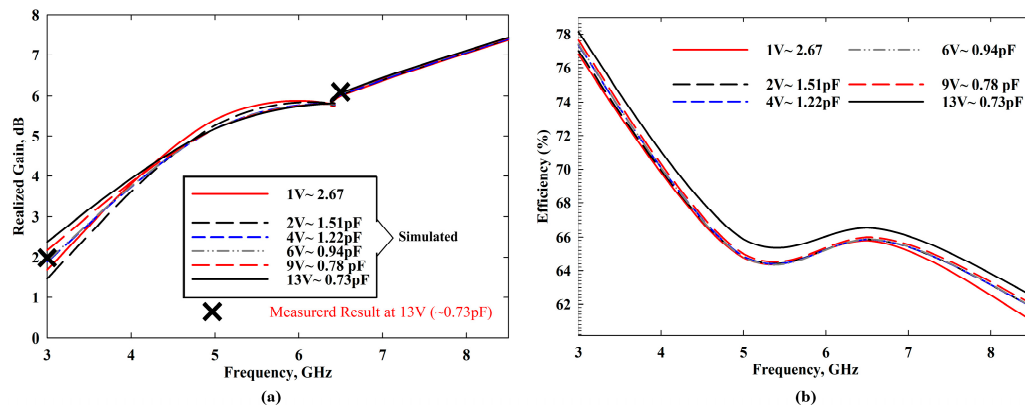 8
7
6
5
4
3
2
1
0
Realized Gain, dB
1V~ 2.67
2V~ 1.51pF
4V~ 1.22pF
6V~ 0.94pF
9V~ 0.78 pF
13V~ 0.73pF
Simulated
Measured Result at 13V (~0.73pF)
3 4 5 6 7 8
Frequency, GHz
(a)
78
76
74
72
70
68
66
64
62
Efficiency (%)
1V~ 2.67
2V~ 1.51pF
4V~ 1.22pF
6V~ 0.94pF
9V~ 0.78 pF
13V~ 0.73pF
3 4 5 6 7 8
Frequency, GHz
(b)